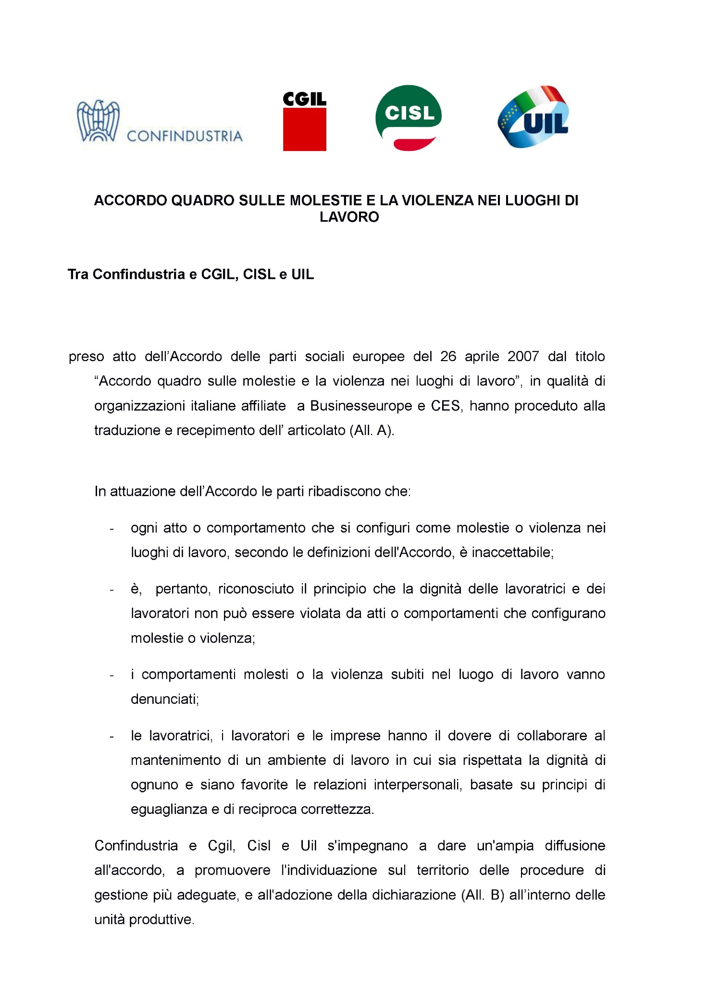 CONFINDUSTRIA
CGIL
CISL
UIL
ACCORDO QUADRO SULLE MOLESTIE E LA VIOLENZA NEI LUOGHI DI
LAVORO
Tra Confindustria e CGIL, CISL e UIL
preso atto dell’Accordo delle parti sociali europee del 26 aprile 2007 dal titolo
“Accordo quadro sulle molestie e la violenza nei luoghi di lavoro”, in qualità di
organizzazioni italiane affiliate a Businesseurope e CES, hanno proceduto alla
traduzione e recepimento dell’ articolato (All. A).
In attuazione dell’Accordo le parti ribadiscono che:
- ogni atto o comportamento che si configuri come molestie o violenza nei
luoghi di lavoro, secondo le definizioni dell'Accordo, è inaccettabile;
- è, pertanto, riconosciuto il principio che la dignità delle lavoratrici e dei
lavoratori non può essere violata da atti o comportamenti che configurano
molestie o violenza;
- i comportamenti molesti o la violenza subiti nel luogo di lavoro vanno
denunciati;
- le lavoratrici, i lavoratori e le imprese hanno il dovere di collaborare al
mantenimento di un ambiente di lavoro in cui sia rispettata la dignità di
ognuno e siano favorite le relazioni interpersonali, basate su principi di
eguaglianza e di reciproca correttezza.
Confindustria e Cgil, Cisl e Uil s'impegnano a dare un'ampia diffusione
all'accordo, a promuovere l'individuazione sul territorio delle procedure di
gestione più adeguate, e all'adozione della dichiarazione (All. B) all’interno delle
unità produttive.